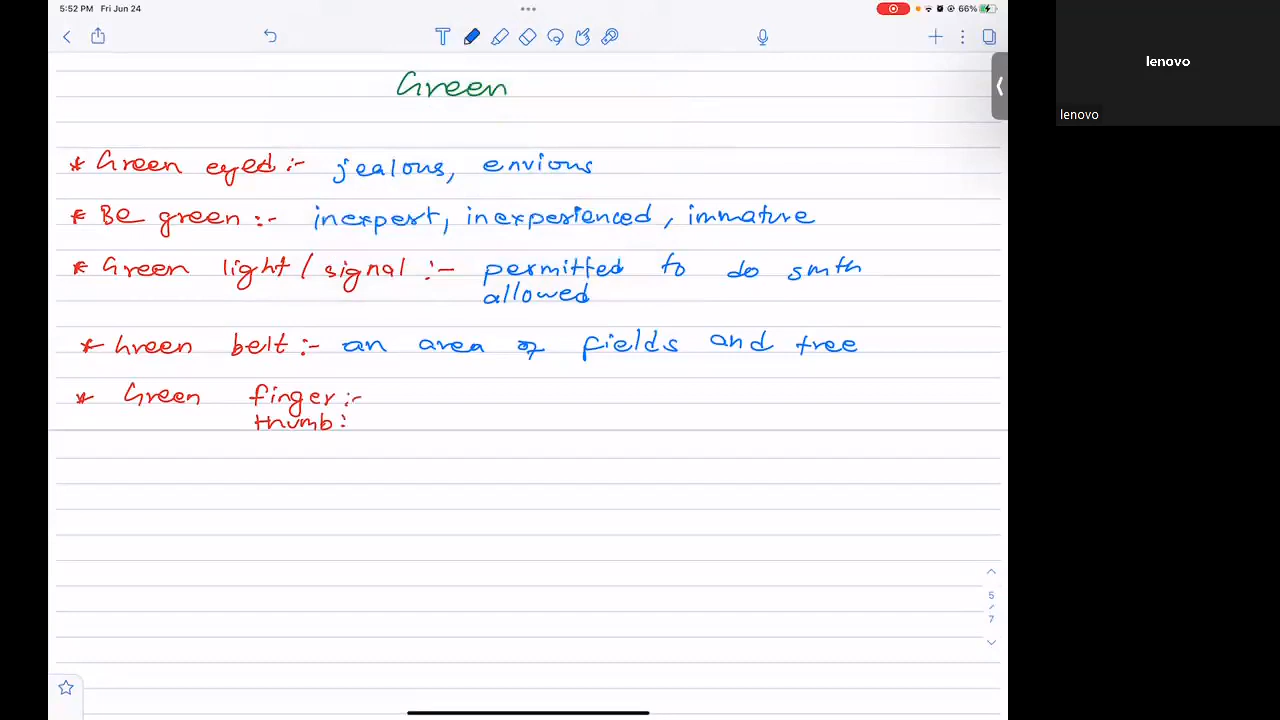 5:52 PM Fri Jun 24
66%
lenovo
lenovo
Green
* Green eyed :- jealous, envious
* Be green :- inexpert, inexperienced, immature
* Green light / signal :- permitted to do smth
allowed
* Green belt :- an area of fields and tree
* Green finger :-
thumb :
5
7